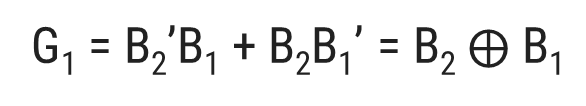 G₁ = B₂’B₁ + B₂B₁’ = B₂ ⊕ B₁